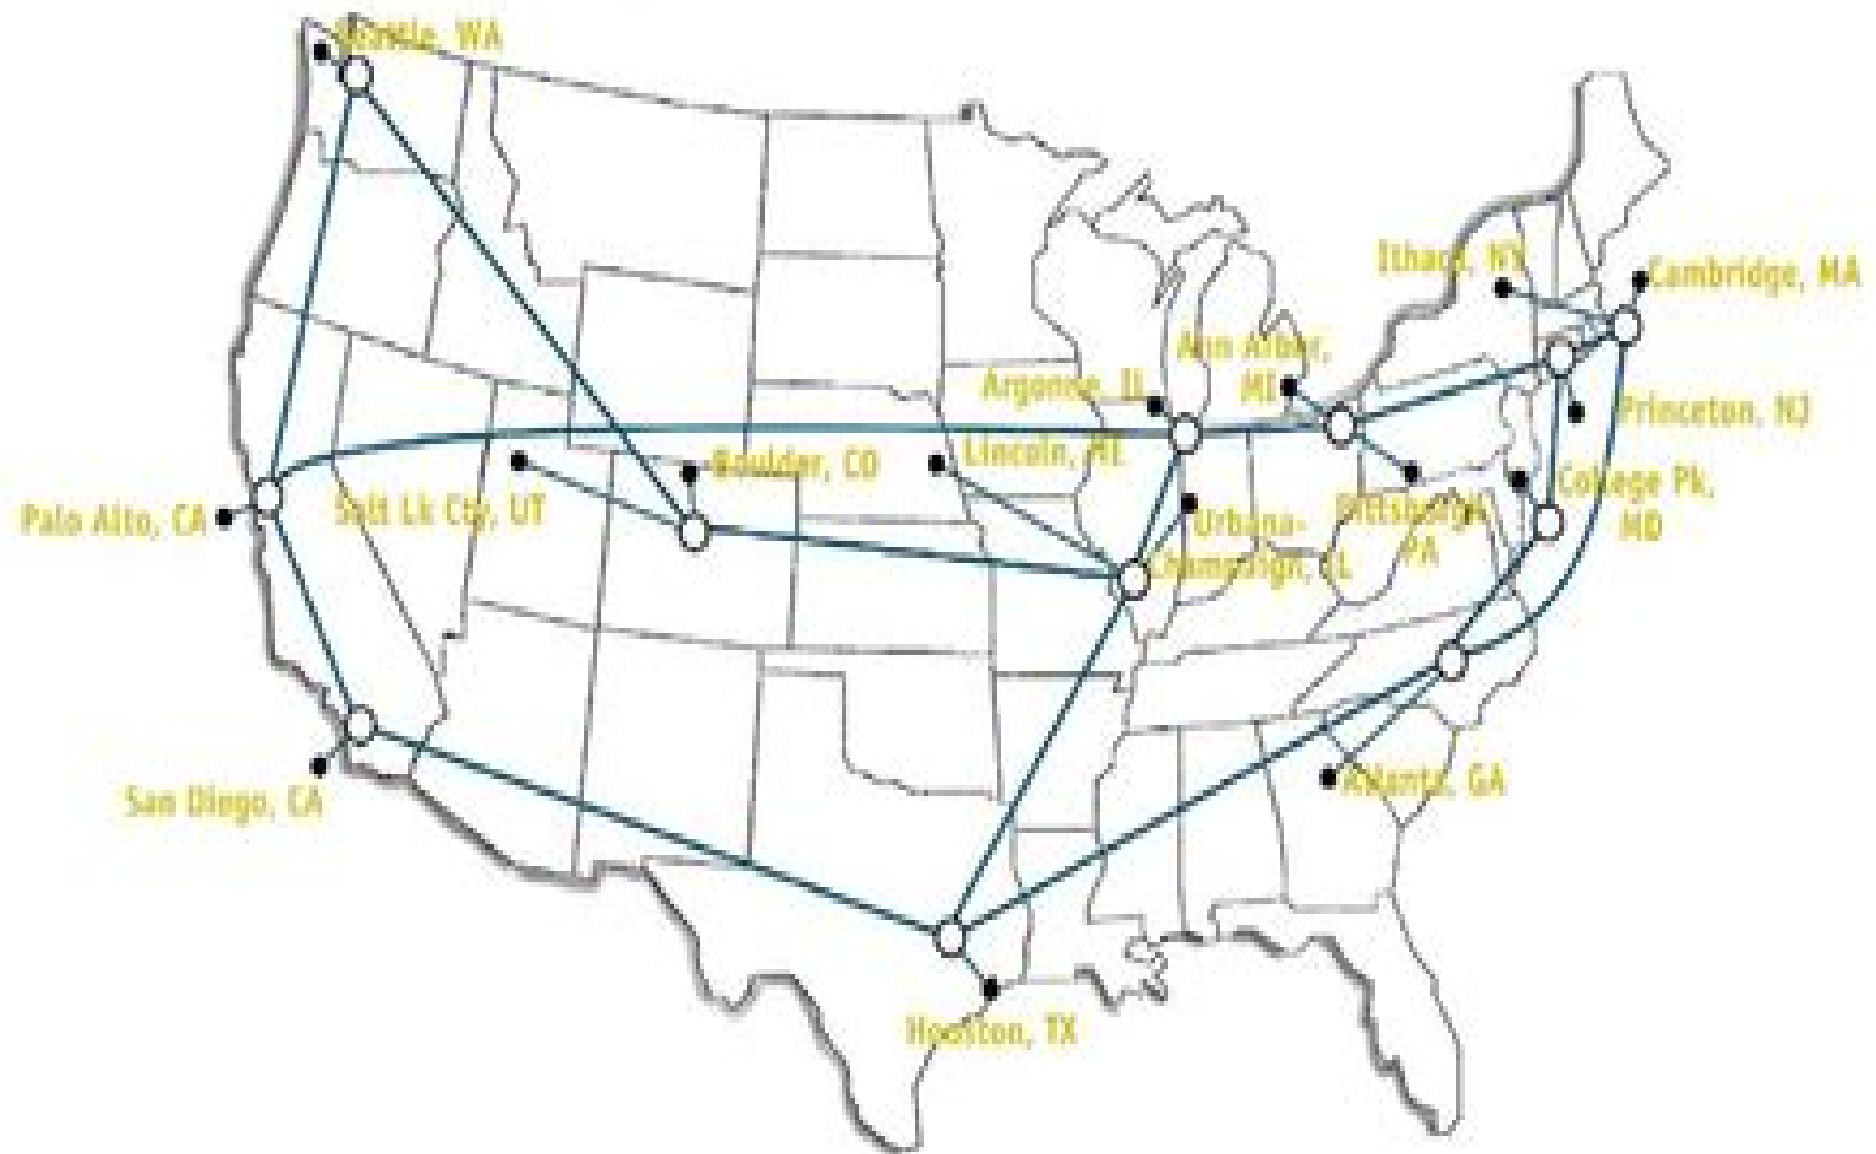 Seattle, WA
Ithaca, NY
Cambridge, MA
Ann Arbor,
MI
Argonne, IL
Princeton, NJ
Lincoln, NE
Boulder, CO
Salt Lk Cty, UT
Palo Alto, CA
College Pk,
MD
Urbana-
Champaign, IL
Pittsburgh
PA
San Diego, CA
Atlanta, GA
Houston, TX